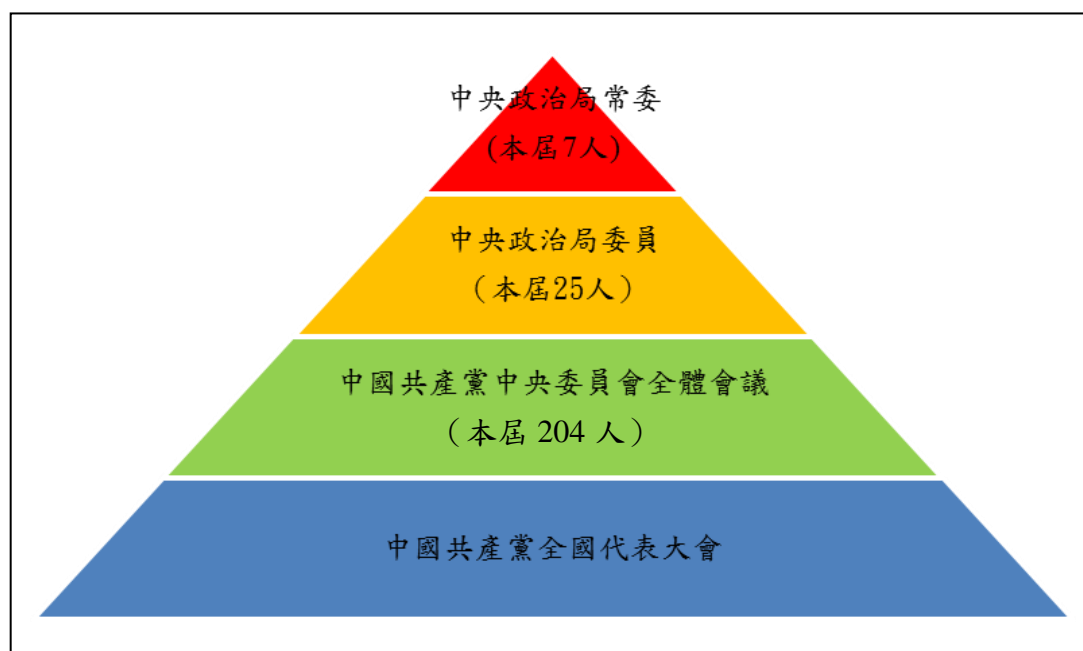 中央政治局常委
(本屆7人)
中央政治局委員
（本屆25人）
中國共產黨中央委員會全體會議
（本屆 204 人）
中國共產黨全國代表大會